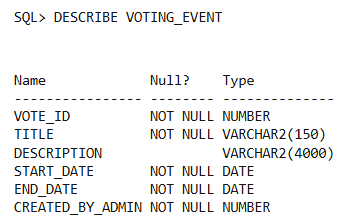 SQL> DESCRIBE VOTING_EVENT
Name             Null?    Type
---------------- -------- --------------
VOTE_ID          NOT NULL NUMBER
TITLE            NOT NULL VARCHAR2(150)
DESCRIPTION               VARCHAR2(4000)
START_DATE       NOT NULL DATE
END_DATE         NOT NULL DATE
CREATED_BY_ADMIN NOT NULL NUMBER